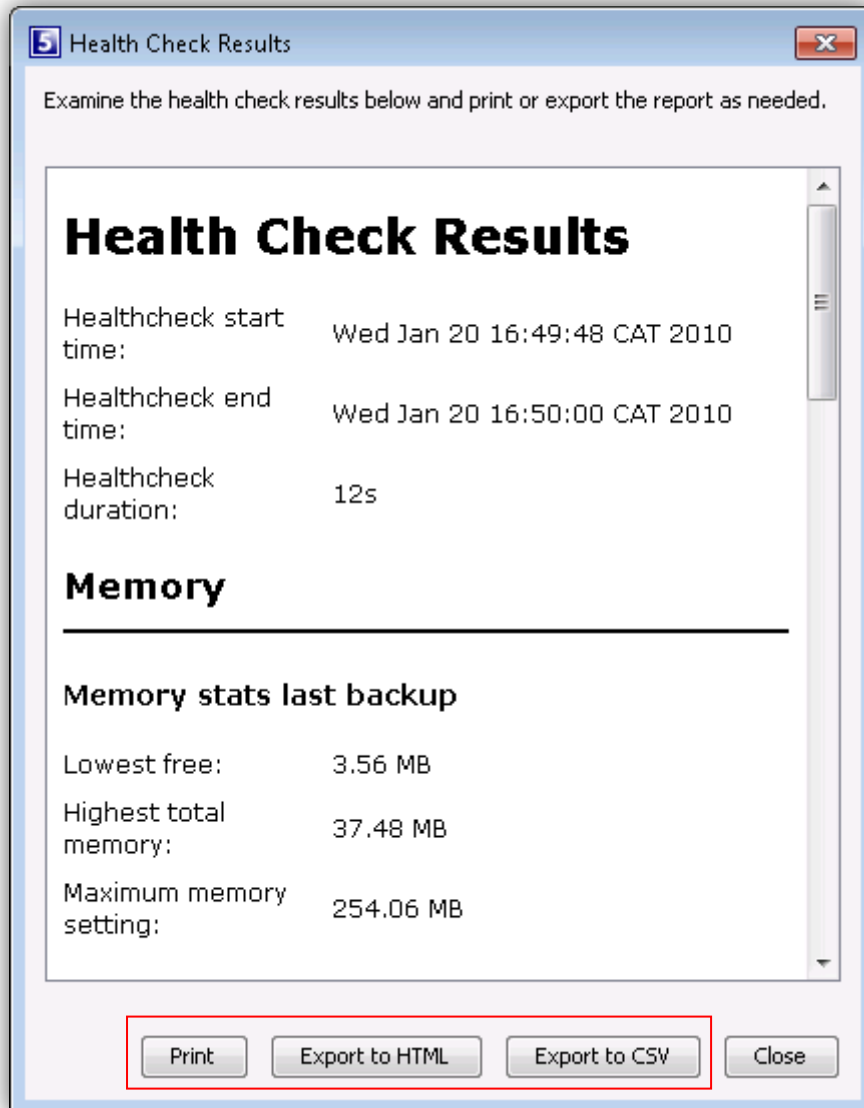 5 Health Check Results
Examine the health check results below and print or export the report as needed.
Health Check Results
Healthcheck start
time:
Wed Jan 20 16:49:48 CAT 2010
Healthcheck end
time:
Wed Jan 20 16:50:00 CAT 2010
Healthcheck
duration:
12s
Memory
Memory stats last backup
Lowest free: 3.56 MB
Highest total
memory:
37.48 MB
Maximum memory
setting:
254.06 MB
Print Export to HTML Export to CSV Close